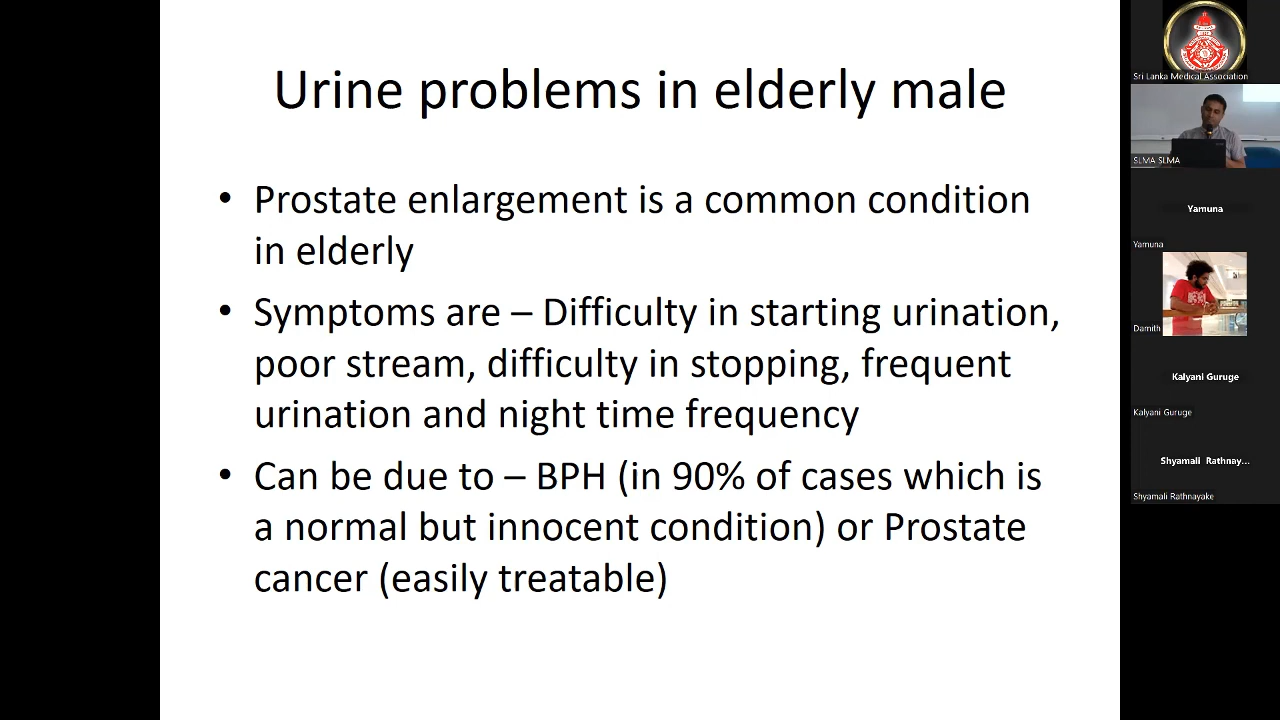 Urine problems in elderly male
• Prostate enlargement is a common condition
in elderly
• Symptoms are – Difficulty in starting urination,
poor stream, difficulty in stopping, frequent
urination and night time frequency
• Can be due to – BPH (in 90% of cases which is
a normal but innocent condition) or Prostate
cancer (easily treatable)
Sri Lanka Medical Association
SLMA SLMA
Yamuna
Yamuna
Damith
Kalyani Guruge
Kalyani Guruge
Shyamali Rathnay...
Shyamali Rathnayake